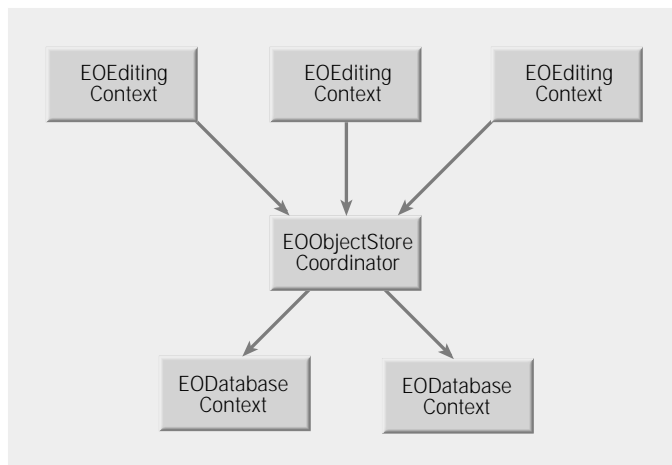 EOEditing
Context
EOEditing
Context
EOEditing
Context
EOObjectStore
Coordinator
EODatabase
Context
EODatabase
Context